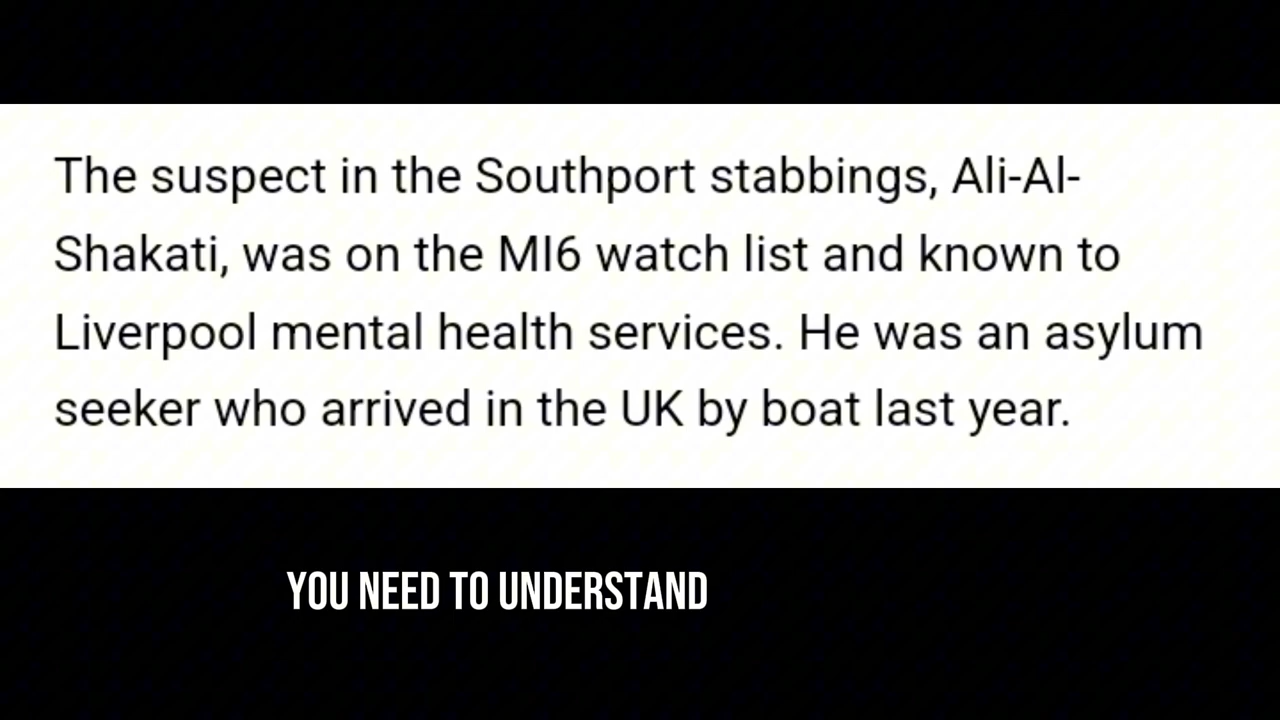 The suspect in the Southport stabbings, Ali-Al-
Shakati, was on the MI6 watch list and known to
Liverpool mental health services. He was an asylum
seeker who arrived in the UK by boat last year.
YOU NEED TO UNDERSTAND